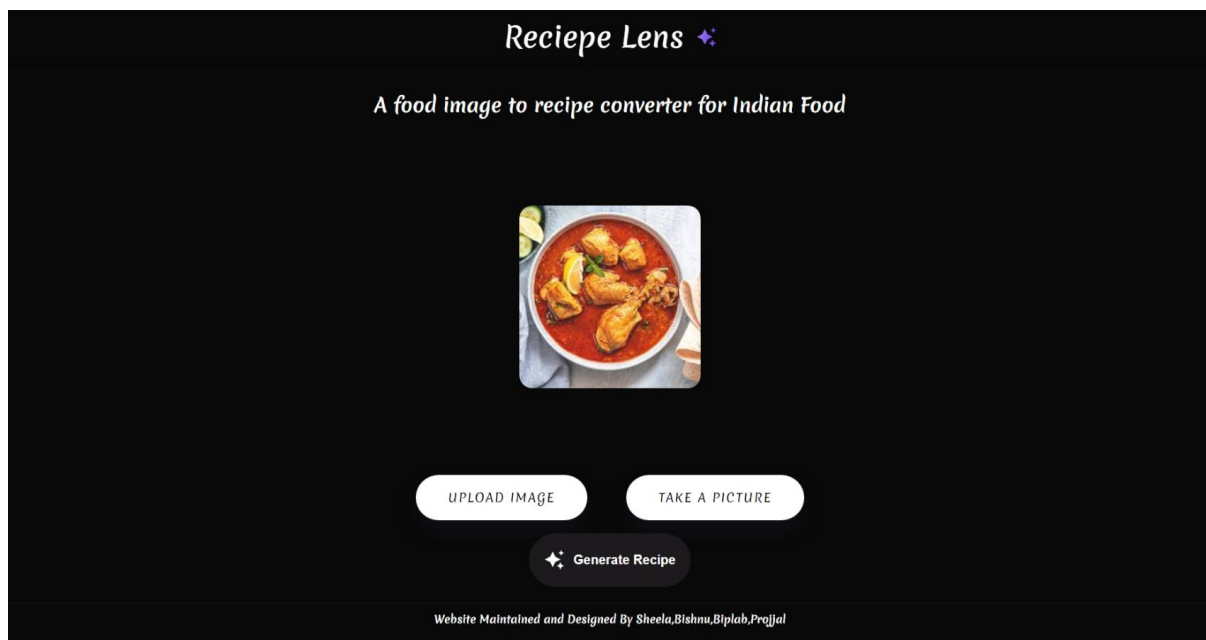 Reciepe Lens
A food image to recipe converter for Indian Food
UPLOAD IMAGE
TAKE A PICTURE
Generate Recipe
Website Maintained and Designed By Sheela,Bishnu,Biplab,Projjal